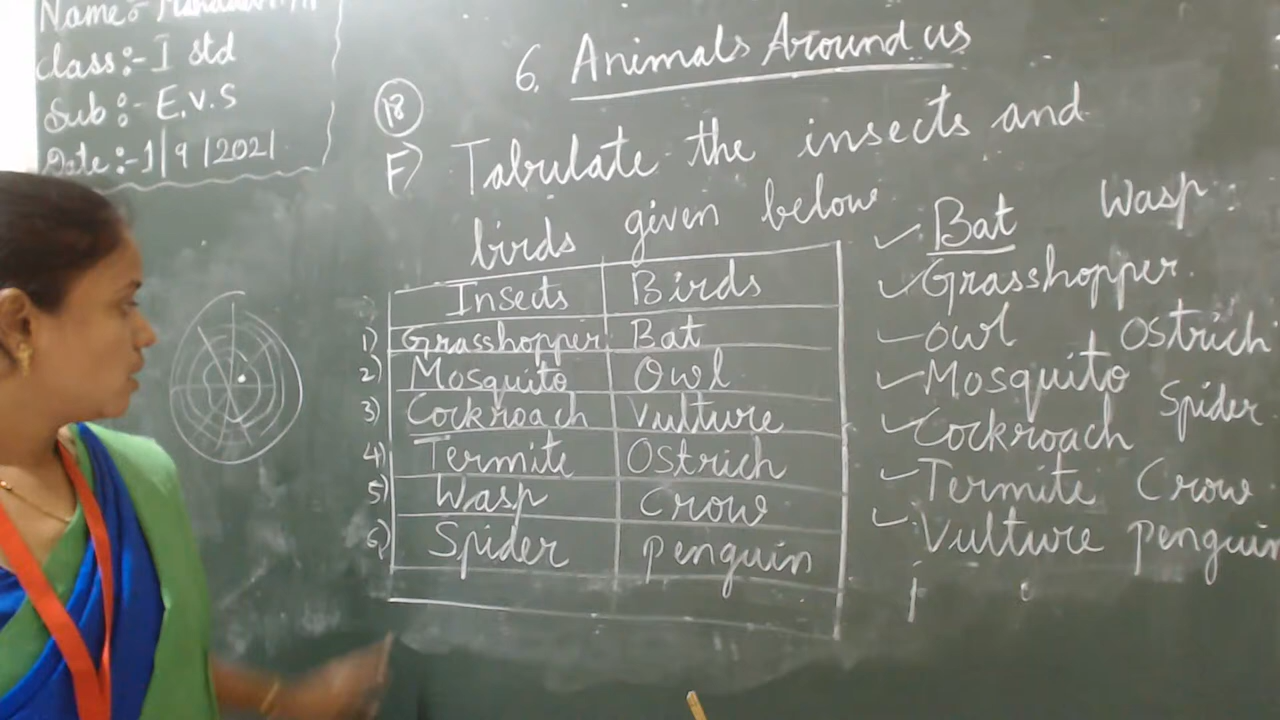 Name:-
Class:- I std
Sub:- E.V.S
Date:- 1/9/2021
6. Animals Around us
18
F) Tabulate the insects and
birds given below
Insects Birds
1) Grasshopper Bat
2) Mosquito Owl
3) Cockroach Vulture
4) Termite Ostrich
5) Wasp Crow
6) Spider Penguin
Bat Wasp
Grasshopper
Owl Ostrich
Mosquito
Spider
Cockroach
Termite Crow
Vulture Penguin